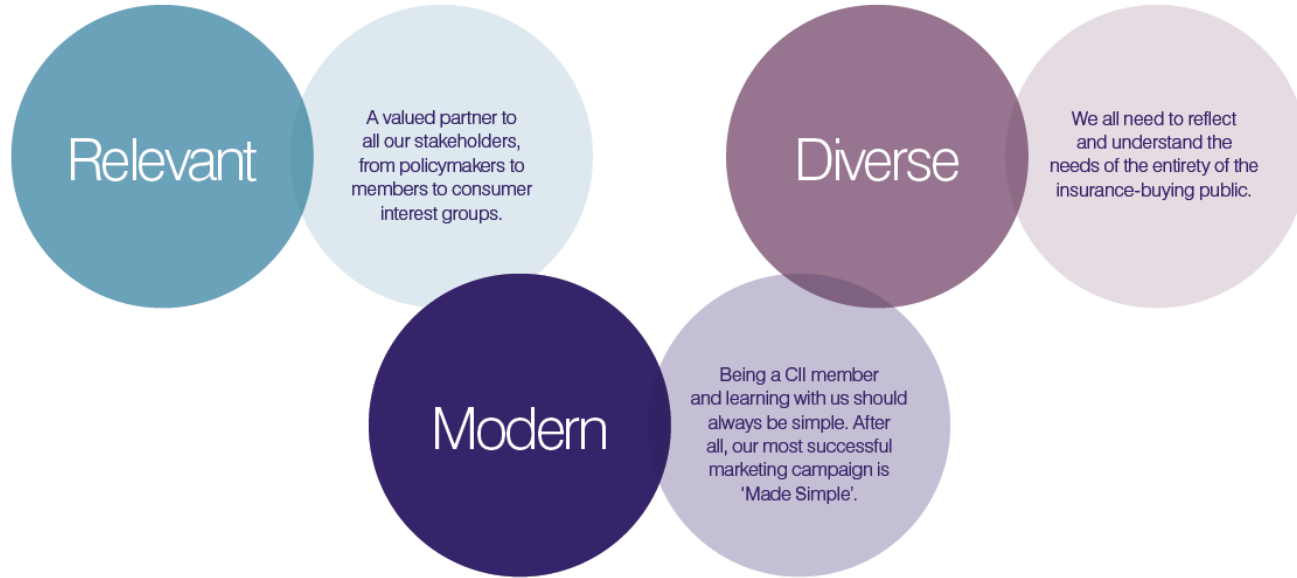 Relevant
A valued partner to
all our stakeholders,
from policymakers to
members to consumer
interest groups.
Diverse
We all need to reflect
and understand the
needs of the entirety of the
insurance-buying public.
Modern
Being a CII member
and learning with us should
always be simple. After
all, our most successful
marketing campaign is
‘Made Simple’.